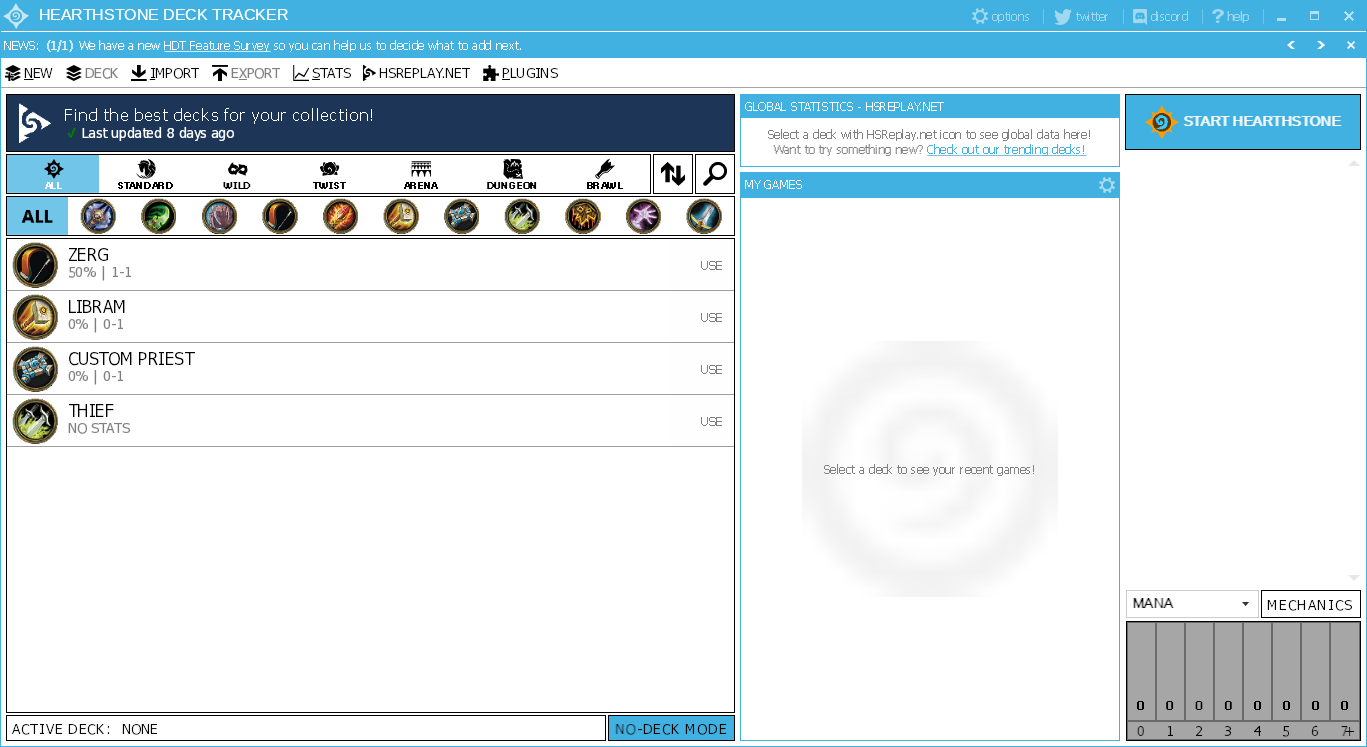 HEARTHSTONE DECK TRACKER
options
twitter
discord
help
NEWS: (1/1) We have a new HDT Feature Survey so you can help us to decide what to add next.
NEW
DECK
IMPORT
EXPORT
STATS
HSREPLAY.NET
PLUGINS
Find the best decks for your collection!
✓ Last updated 8 days ago
ALL
STANDARD
WILD
TWIST
ARENA
DUNGEON
BRAWL
ALL
ZERG
50% | 1-1
USE
LIBRAM
0% | 0-1
USE
CUSTOM PRIEST
0% | 0-1
USE
THIEF
NO STATS
USE
ACTIVE DECK: NONE
NO-DECK MODE
GLOBAL STATISTICS - HSREPLAY.NET
Select a deck with HSReplay.net icon to see global data here!
Want to try something new? Check out our trending decks!
MY GAMES
Select a deck to see your recent games!
START HEARTHSTONE
MANA
MECHANICS
0 0 0 0 0 0 0 0
0 1 2 3 4 5 6 7+